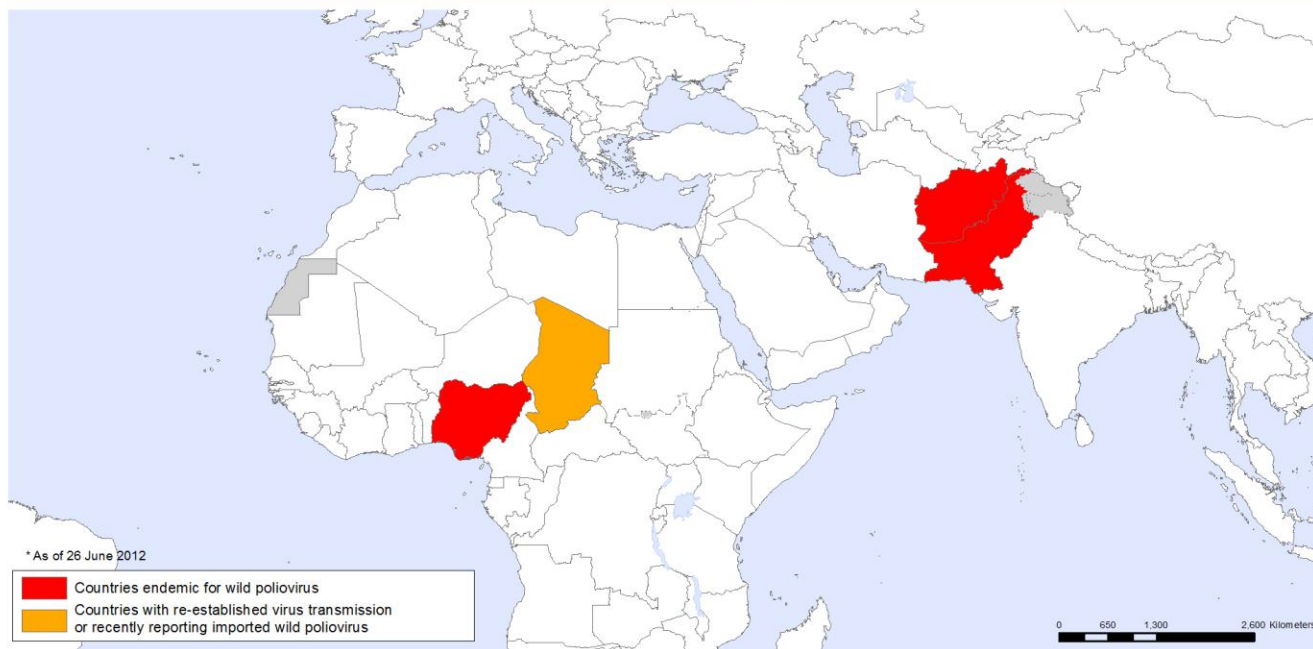 * As of 26 June 2012
Countries endemic for wild poliovirus
Countries with re-established virus transmission
or recently reporting imported wild poliovirus
0 650 1,300 2,600 Kilometers